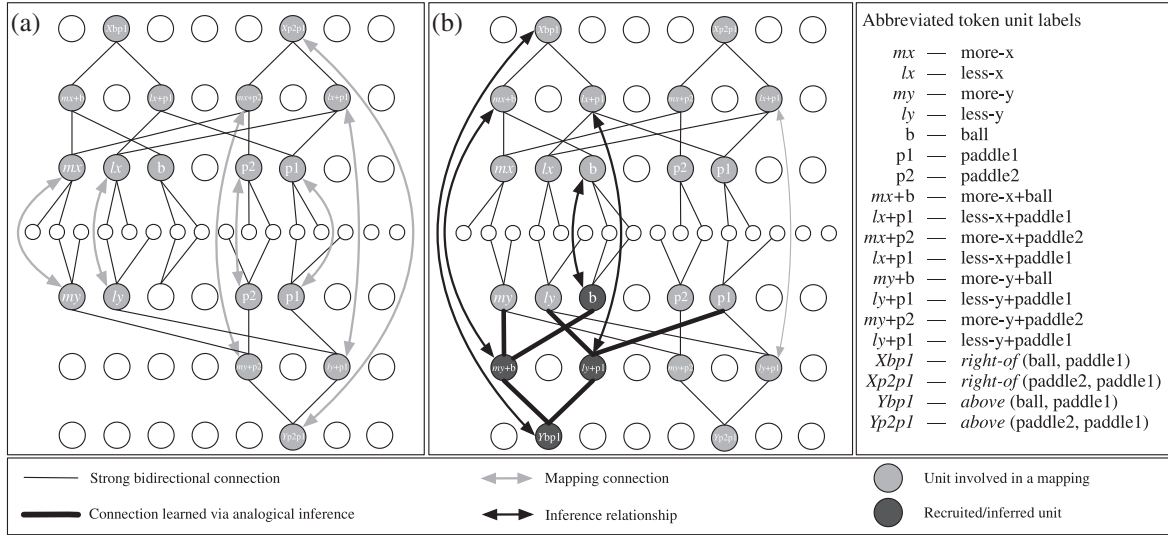 (a)
Xbp1 Xp2p1
mx+b lx+p1 mx+p2 lx+p1
mx lx b p2 p1
my ly p2 p1
my+p2 ly+p1
Yp2p1
(b)
Xbp1 Xp2p1
mx+b lx+p1 mx+p2 lx+p1
mx lx b p2 p1
my ly b p2 p1
my+b ly+p1 my+p2 ly+p1
Ybp1 Yp2p1
Abbreviated token unit labels
mx — more-x
lx — less-x
my — more-y
ly — less-y
b — ball
p1 — paddle1
p2 — paddle2
mx+b — more-x+ball
lx+p1 — less-x+paddle1
mx+p2 — more-x+paddle2
lx+p1 — less-x+paddle1
my+b — more-y+ball
ly+p1 — less-y+paddle1
my+p2 — more-y+paddle2
ly+p1 — less-y+paddle1
Xbp1 — right-of (ball, paddle1)
Xp2p1 — right-of (paddle2, paddle1)
Ybp1 — above (ball, paddle1)
Yp2p1 — above (paddle2, paddle1)
Strong bidirectional connection
Mapping connection
Unit involved in a mapping
Connection learned via analogical inference
Inference relationship
Recruited/inferred unit